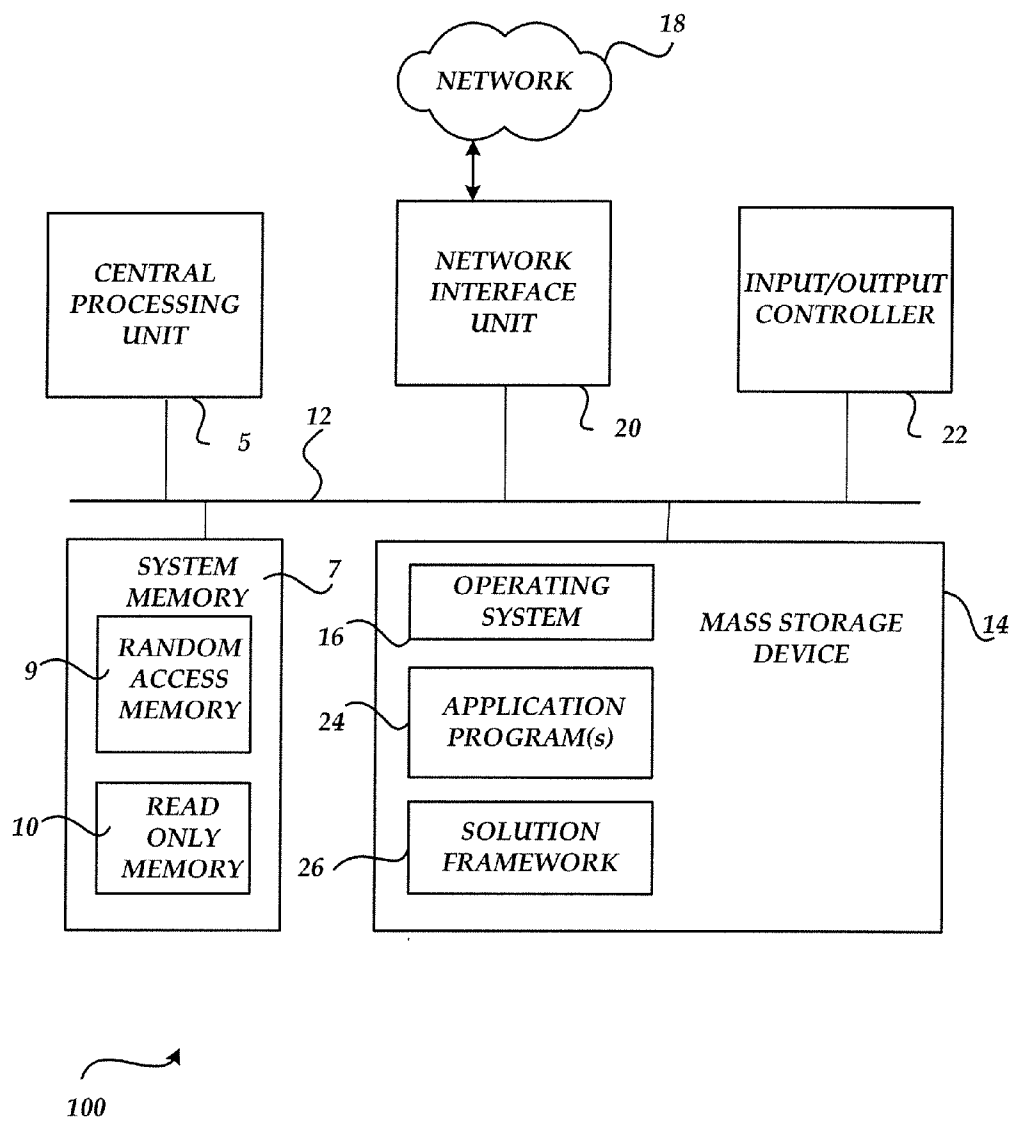 18
NETWORK
CENTRAL
PROCESSING
UNIT
NETWORK
INTERFACE
UNIT
INPUT/OUTPUT
CONTROLLER
5
12
20
22
SYSTEM
MEMORY
7
RANDOM
ACCESS
MEMORY
9
READ
ONLY
MEMORY
10
OPERATING
SYSTEM
16
MASS STORAGE
DEVICE
14
APPLICATION
PROGRAM(s)
24
SOLUTION
FRAMEWORK
26
100